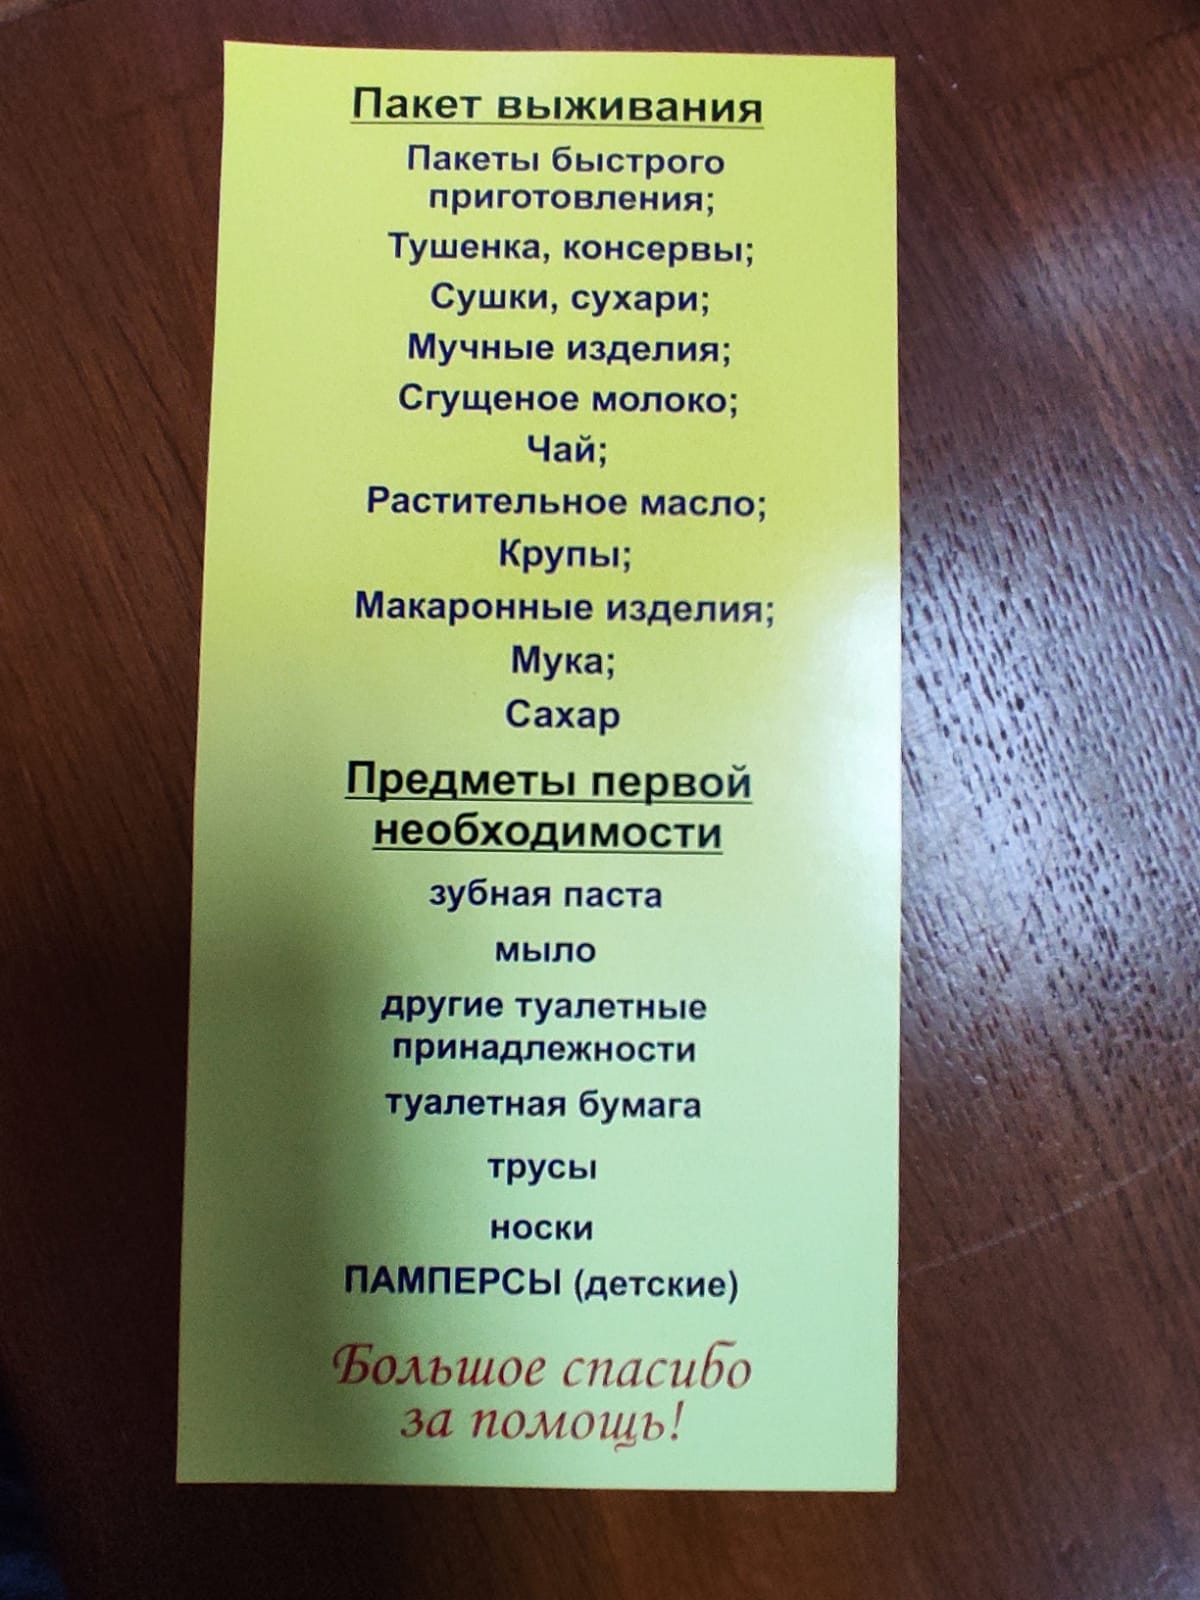 Пакет выживания
Пакеты быстрого
приготовления;
Тушенка, консервы;
Сушки, сухари;
Мучные изделия;
Сгущеное молоко;
Чай;
Растительное масло;
Крупы;
Макаронные изделия;
Мука;
Сахар
Предметы первой
необходимости
зубная паста
мыло
другие туалетные
принадлежности
туалетная бумага
трусы
носки
ПАМПЕРСЫ (детские)
Большое спасибо
за помощь!